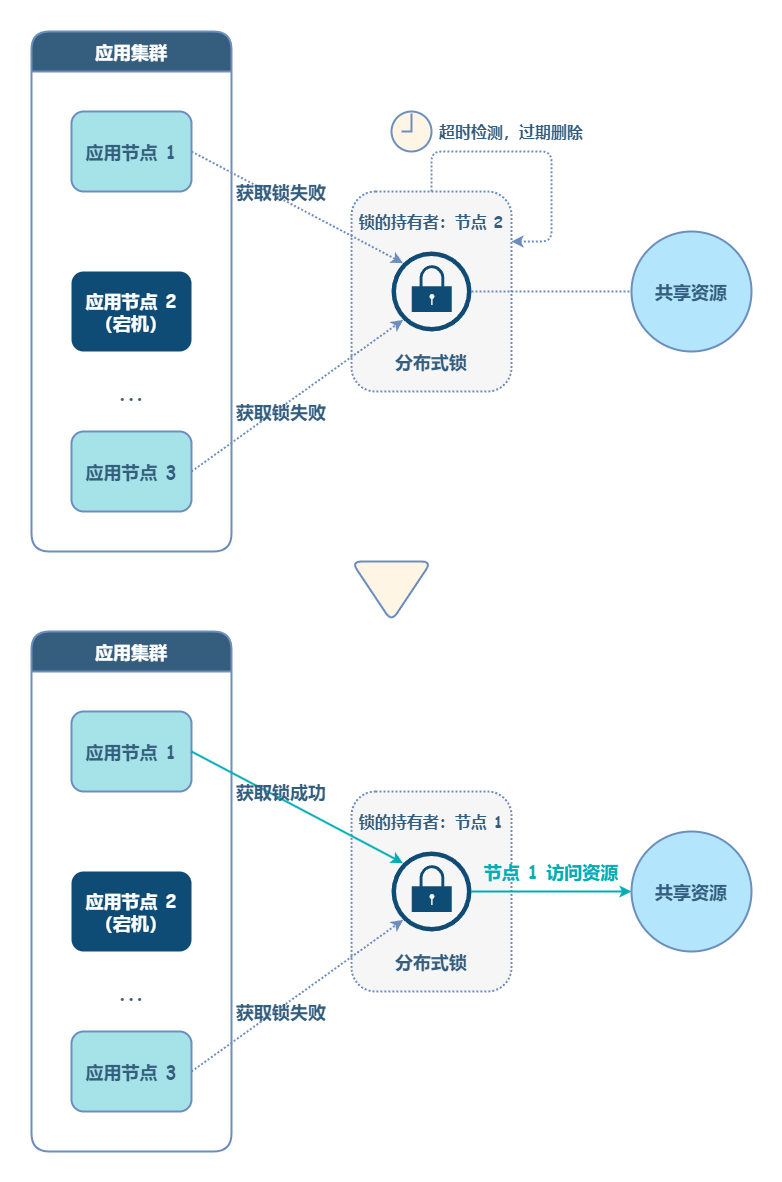 应用集群
应用节点 1
超时检测，过期删除
获取锁失败
锁的持有者：节点 2
应用节点 2
（宕机）
共享资源
分布式锁
...
获取锁失败
应用节点 3
应用集群
应用节点 1
获取锁成功
锁的持有者：节点 1
节点 1 访问资源
应用节点 2
（宕机）
共享资源
分布式锁
...
获取锁失败
应用节点 3